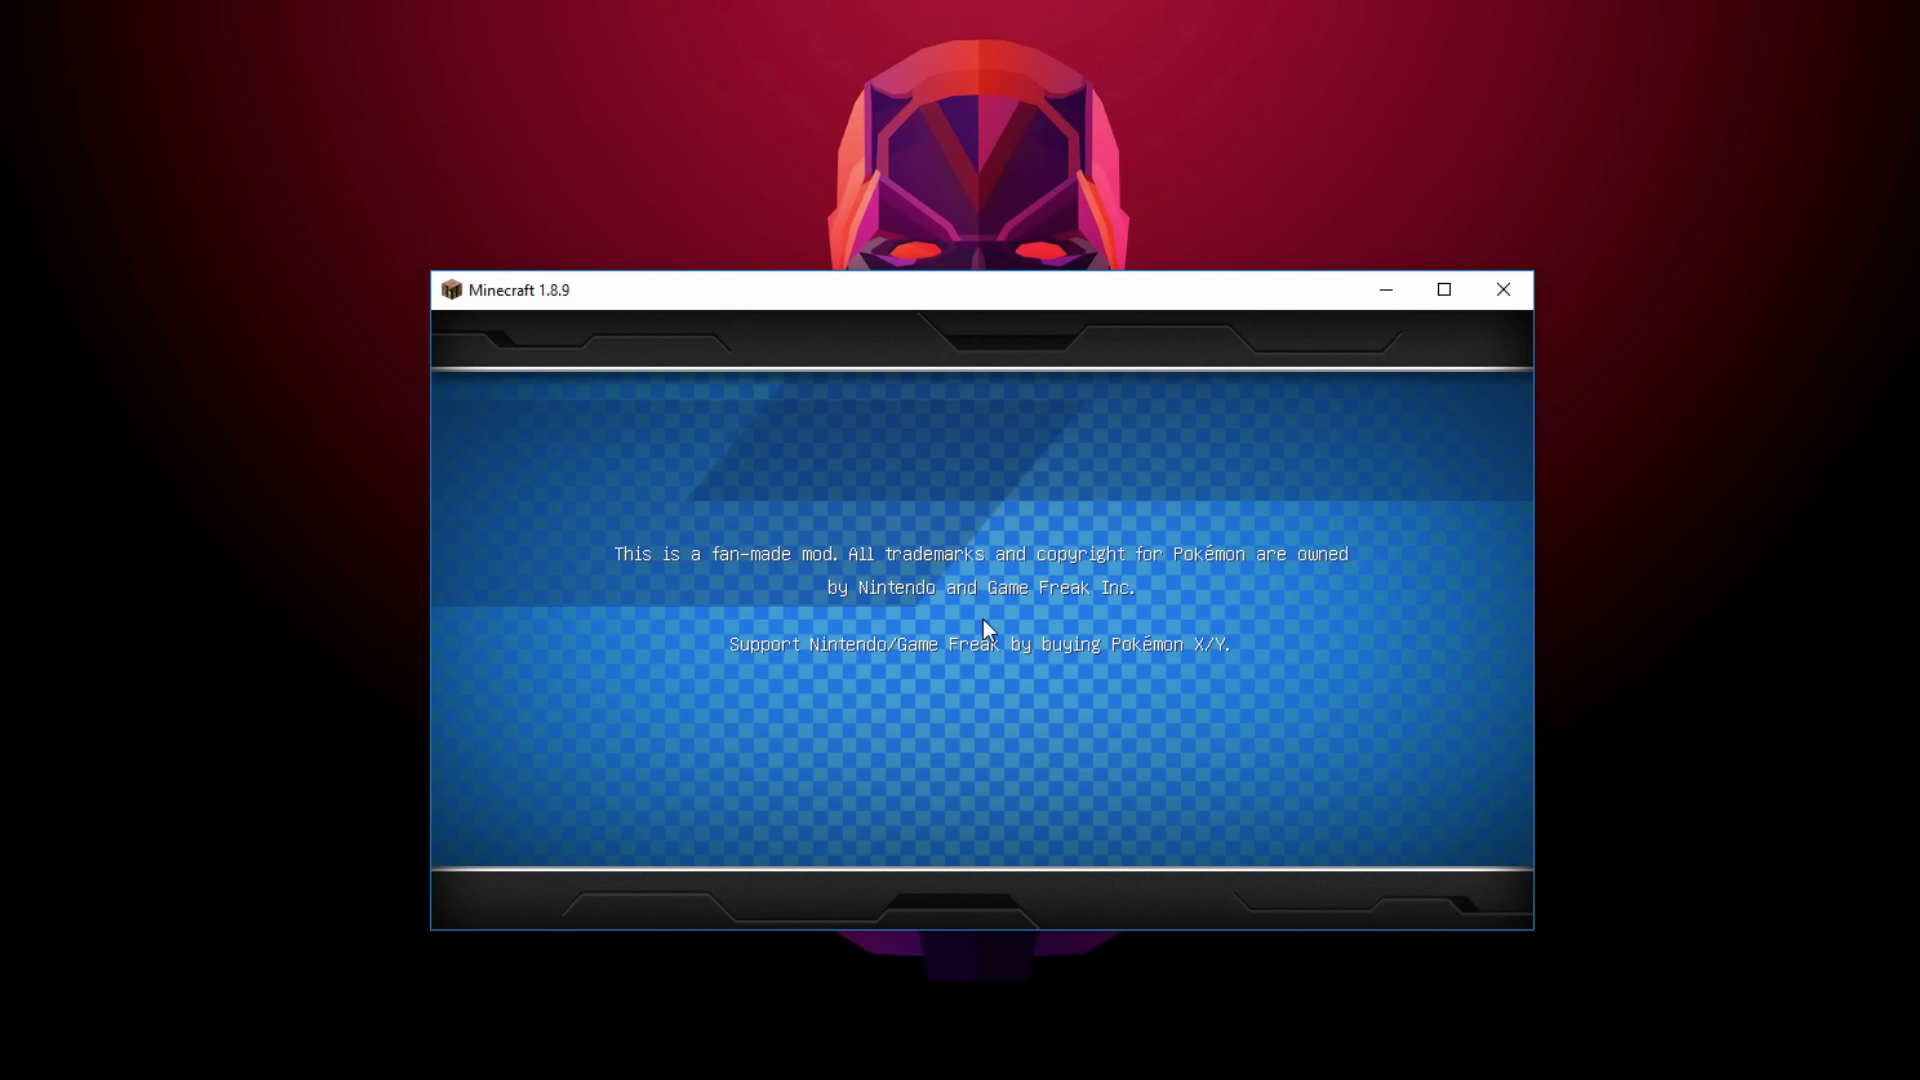 Minecraft 1.8.9
This is a fan-made mod. All trademarks and copyright for Pokémon are owned
by Nintendo and Game Freak Inc.
Support Nintendo/Game Freak by buying Pokémon X/Y.